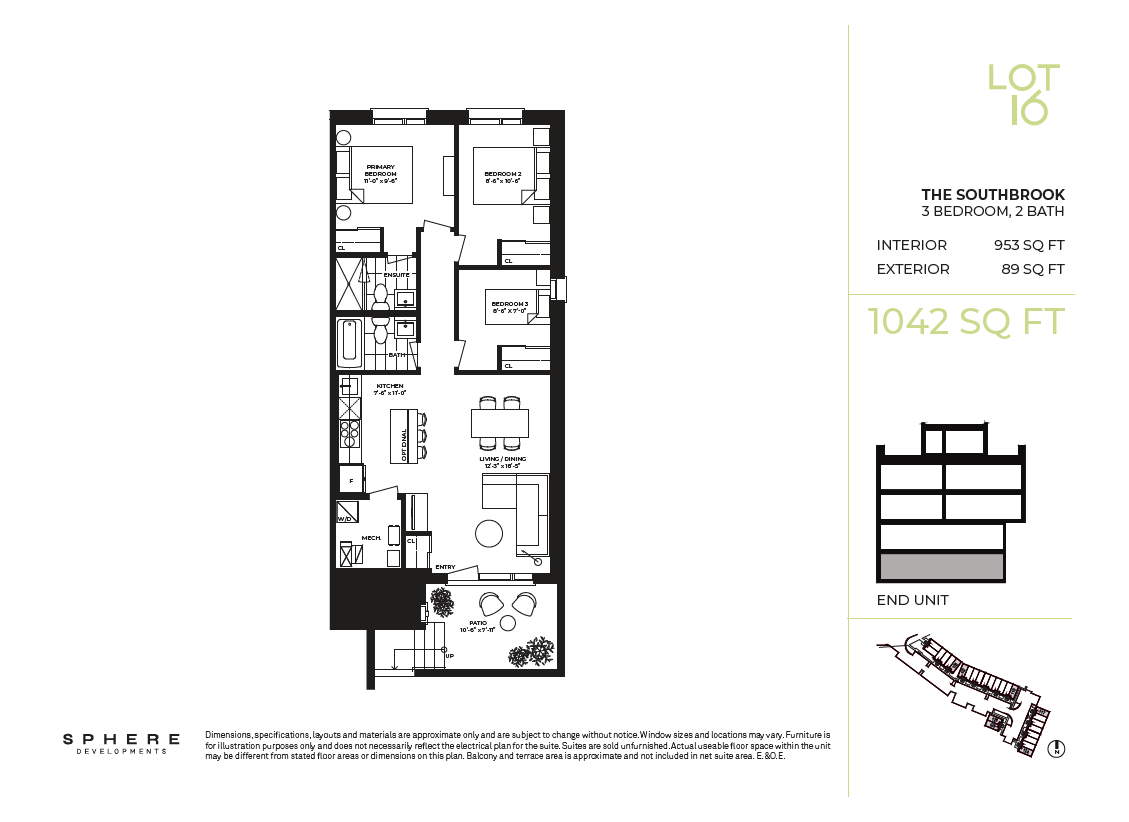 LOT
16
THE SOUTHBROOK
3 BEDROOM, 2 BATH
INTERIOR 953 SQ FT
EXTERIOR 89 SQ FT
1042 SQ FT
END UNIT
N
PRIMARY
BEDROOM
11'-0" x 9'-6"
BEDROOM 2
8'-6" x 10'-6"
CL
CL
ENSUITE
BEDROOM 3
8'-6" X 7'-0"
BATH
CL
KITCHEN
7'-6" x 11'-0"
OPTIONAL
LIVING / DINING
12'-3" x 18'-5"
F
W/D
MECH.
CL
ENTRY
PATIO
10'-6" x 7'-11"
UP
SPHERE
DEVELOPMENTS
Dimensions, specifications, layouts and materials are approximate only and are subject to change without notice. Window sizes and locations may vary. Furniture is
for illustration purposes only and does not necessarily reflect the electrical plan for the suite. Suites are sold unfurnished. Actual useable floor space within the unit
may be different from stated floor areas or dimensions on this plan. Balcony and terrace area is approximate and not included in net suite area. E.&O.E.